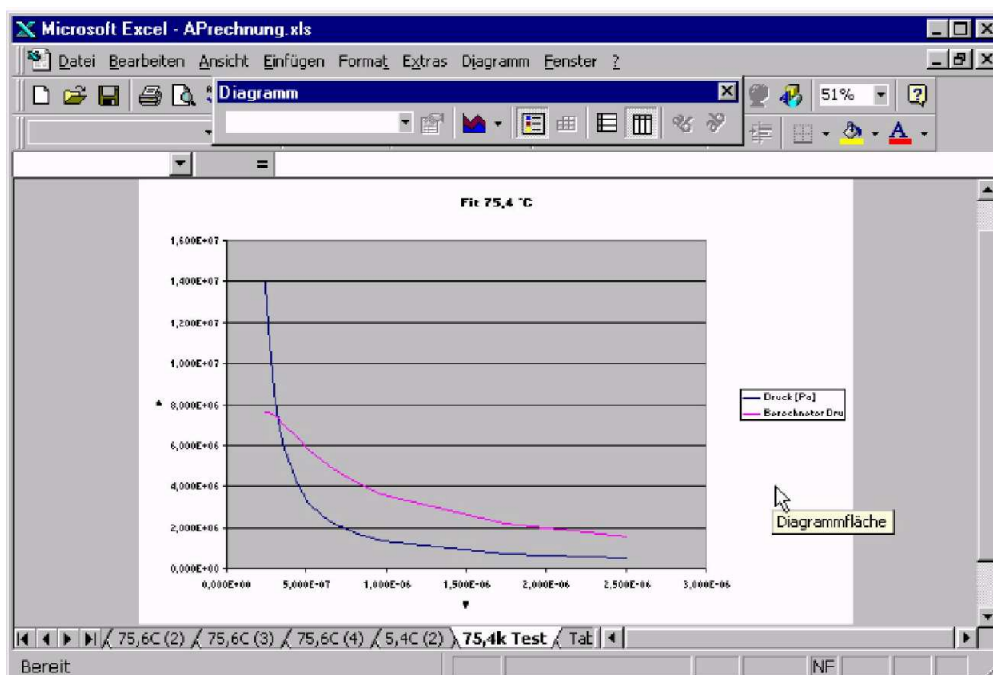 Microsoft Excel - APrechnung.xls
Datei Bearbeiten Ansicht Einfügen Format Extras Diagramm Fenster ?
Diagramm
51%
=
Fit 75,4 °C
1,600E+07
1,400E+07
1,200E+07
1,000E+07
8,000E+06
6,000E+06
4,000E+06
2,000E+06
0,000E+00
0,000E+00 5,000E-07 1,000E-06 1,500E-06 2,000E-06 2,500E-06 3,000E-06
Druck [Pa]
Berechneter Dru
Diagrammfläche
75,6C (2) 75,6C (3) 75,6C (4) 5,4C (2) 75,4k Test Tat
Bereit NF